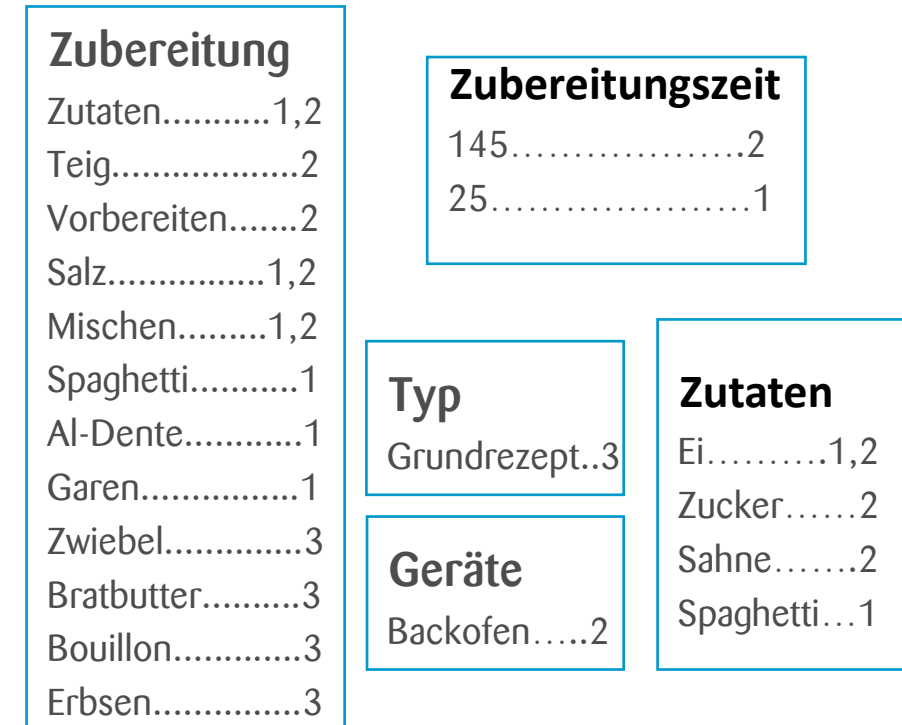 Zubereitung
Zutaten...........1,2
Teig..................2
Vorbereiten.......2
Salz................1,2
Mischen.........1,2
Spaghetti...........1
Al-Dente............1
Garen................1
Zwiebel..............3
Bratbutter..........3
Bouillon.............3
Erbsen...............3
Zubereitungszeit
145………………….2
25……………………1
Typ
Grundrezept..3
Geräte
Backofen…..2
Zutaten
Ei……….1,2
Zucker……2
Sahne…….2
Spaghetti…1